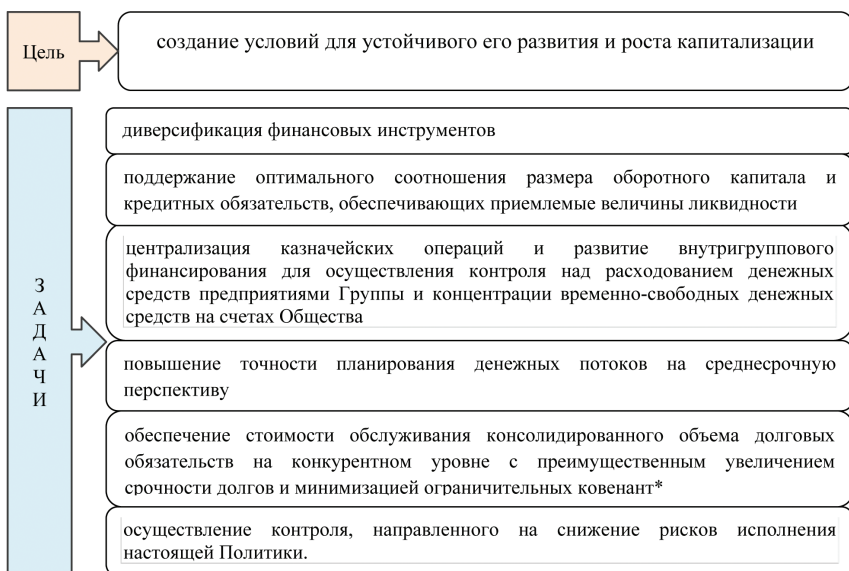 Цель
создание условий для устойчивого его развития и роста капитализации
ЗАДАЧИ
диверсификация финансовых инструментов
поддержание оптимального соотношения размера оборотного капитала и
кредитных обязательств, обеспечивающих приемлемые величины ликвидности
централизация казначейских операций и развитие внутригруппового
финансирования для осуществления контроля над расходованием денежных
средств предприятиями Группы и концентрации временно-свободных денежных
средств на счетах Общества
повышение точности планирования денежных потоков на среднесрочную
перспективу
обеспечение стоимости обслуживания консолидированного объема долговых
обязательств на конкурентном уровне с преимущественным увеличением
срочности долгов и минимизацией ограничительных ковенант*
осуществление контроля, направленного на снижение рисков исполнения
настоящей Политики.